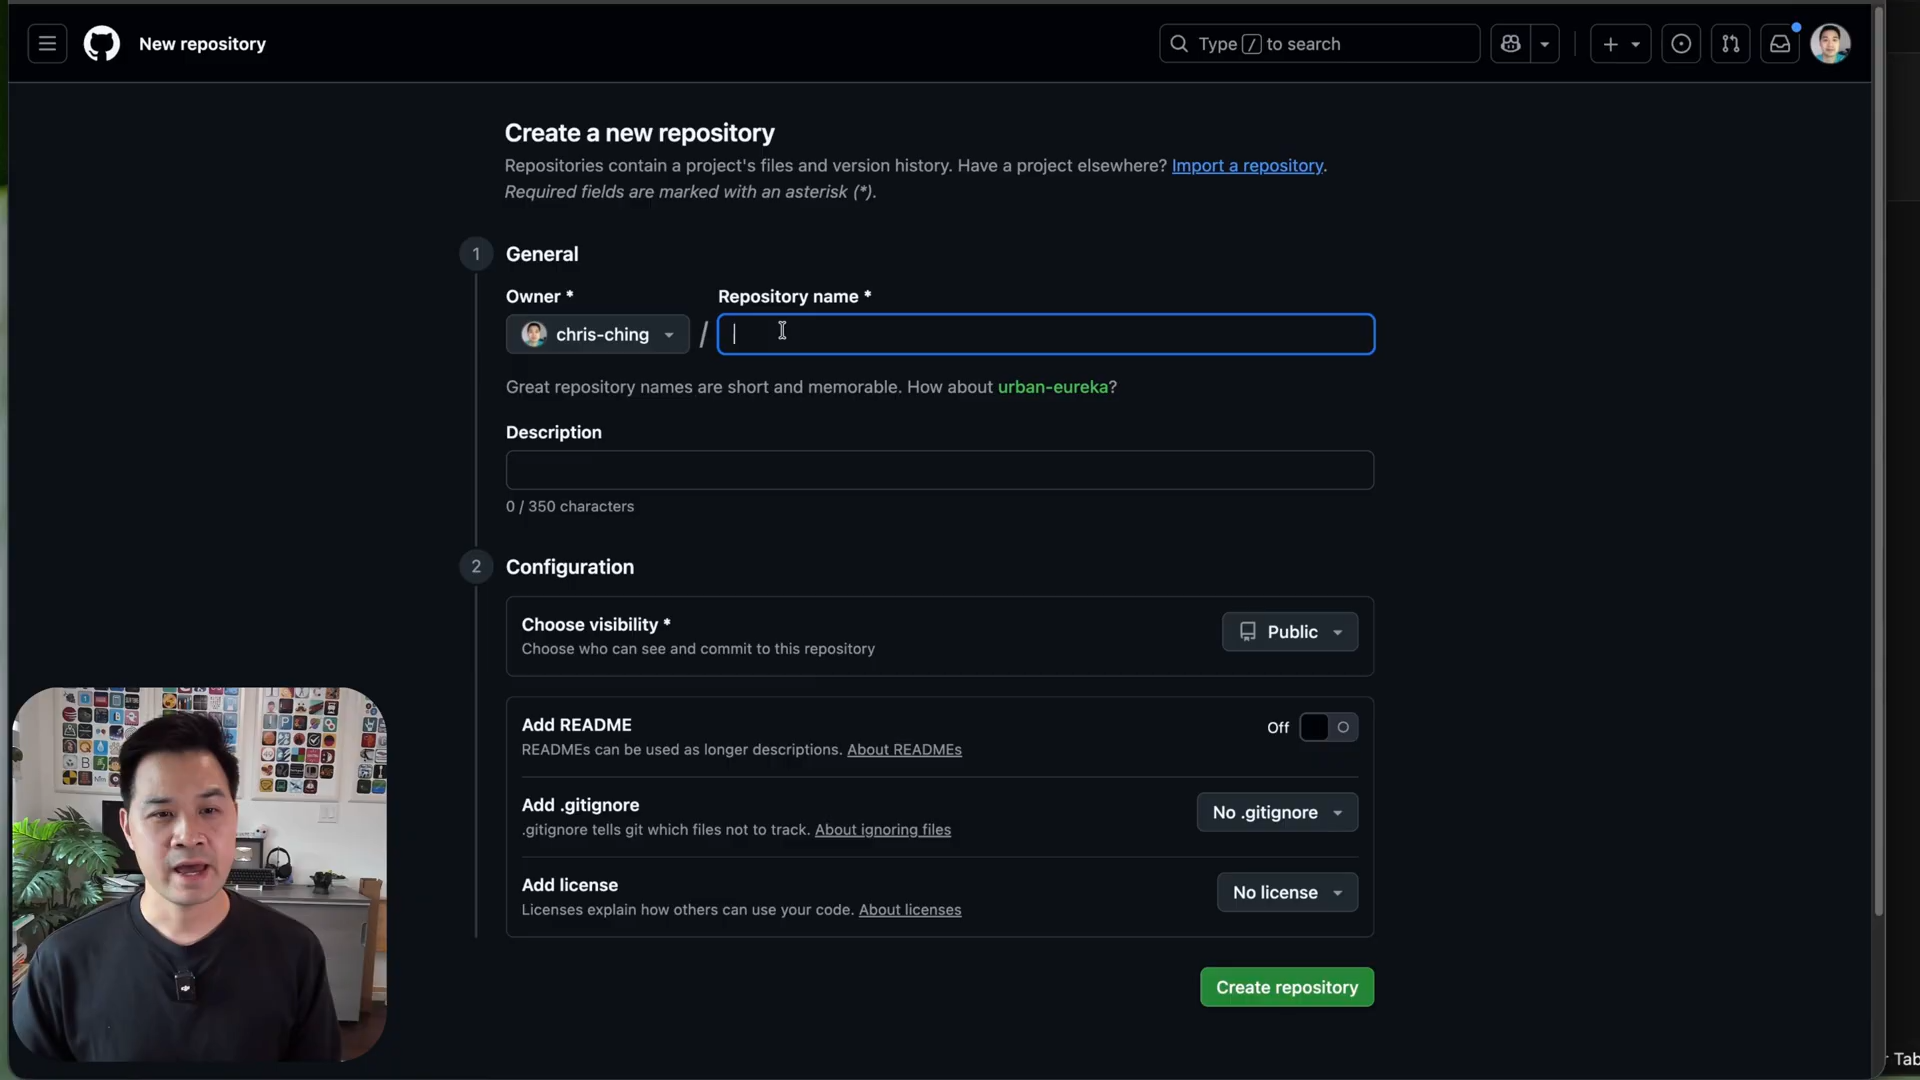 New repository
Type / to search
Create a new repository
Repositories contain a project's files and version history. Have a project elsewhere? Import a repository.
Required fields are marked with an asterisk (*).
1 General
Owner * Repository name *
chris-ching /
Great repository names are short and memorable. How about urban-eureka?
Description
0 / 350 characters
2 Configuration
Choose visibility *
Choose who can see and commit to this repository
Public
Add README
READMEs can be used as longer descriptions. About READMEs
Off
Add .gitignore
.gitignore tells git which files not to track. About ignoring files
No .gitignore
Add license
Licenses explain how others can use your code. About licenses
No license
Create repository
Tab